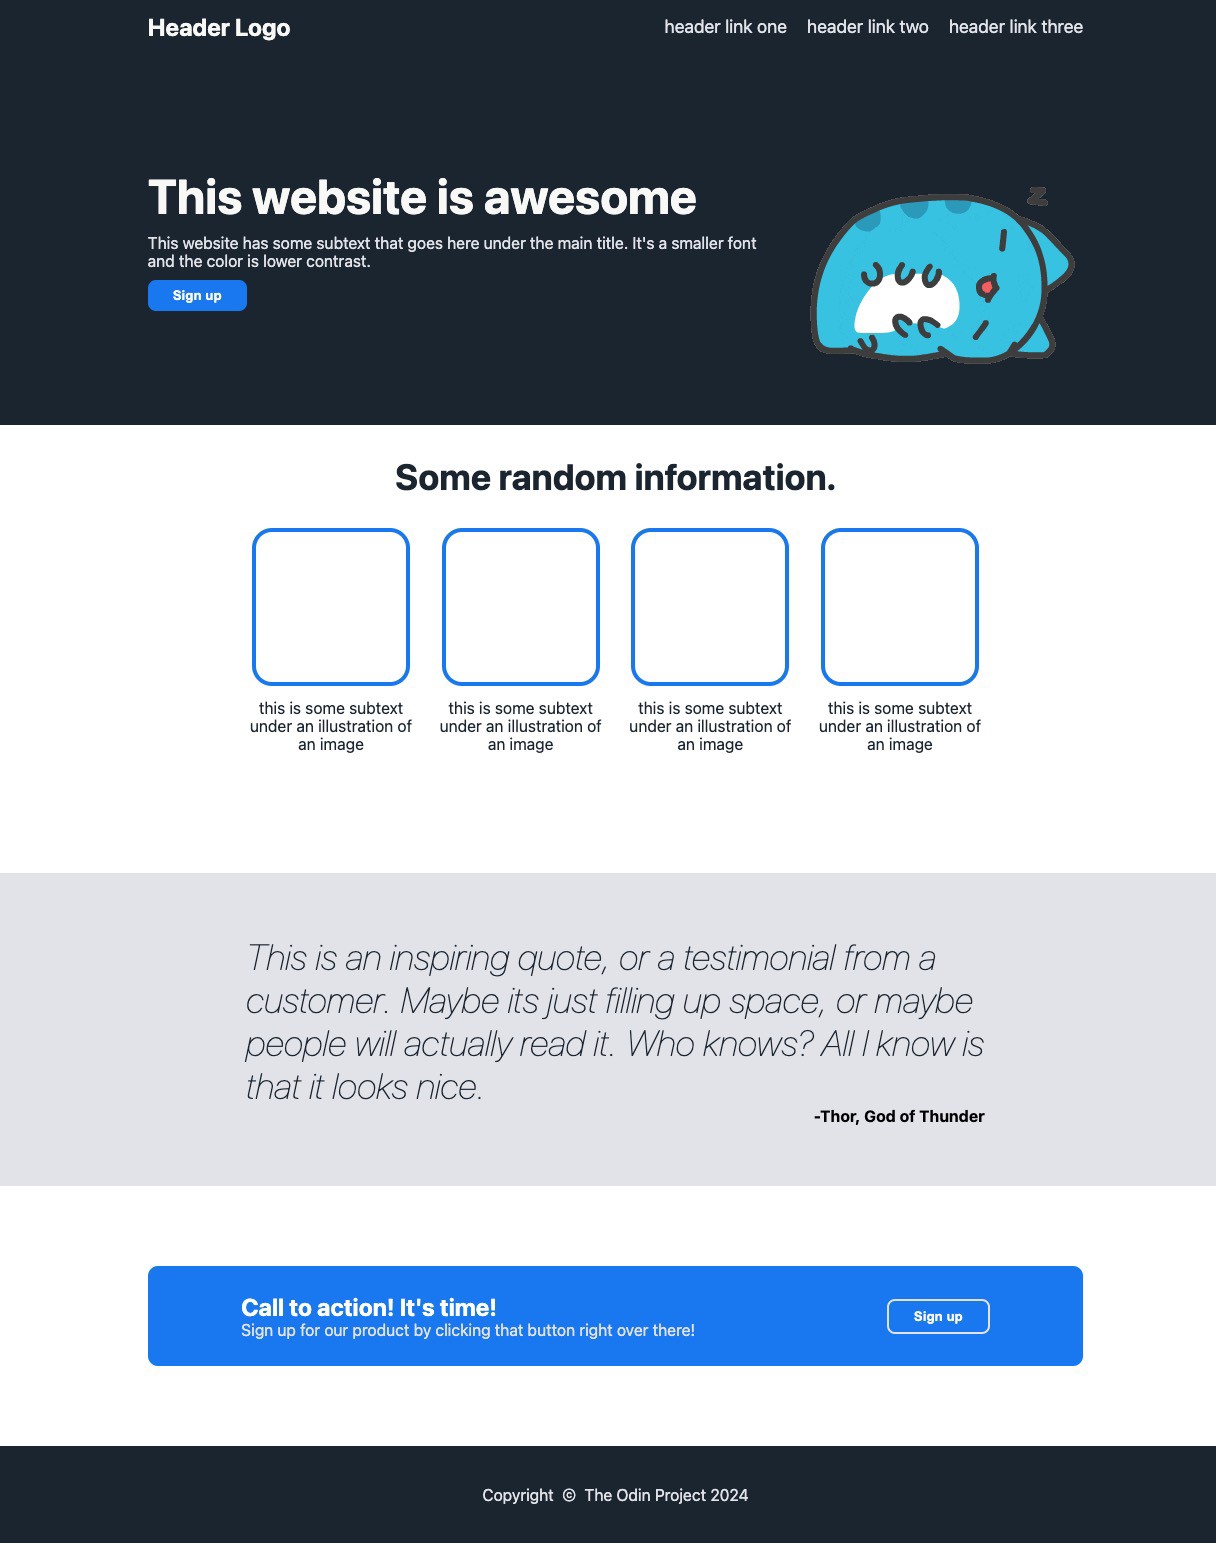 Header Logo
header link one header link two header link three
Z
This website is awesome
This website has some subtext that goes here under the main title. It's a smaller font
and the color is lower contrast.
Sign up
Some random information.
this is some subtext
under an illustration of
an image
this is some subtext
under an illustration of
an image
this is some subtext
under an illustration of
an image
this is some subtext
under an illustration of
an image
This is an inspiring quote, or a testimonial from a
customer. Maybe its just filling up space, or maybe
people will actually read it. Who knows? All I know is
that it looks nice.
-Thor, God of Thunder
Call to action! It's time!
Sign up for our product by clicking that button right over there!
Sign up
Copyright © The Odin Project 2024